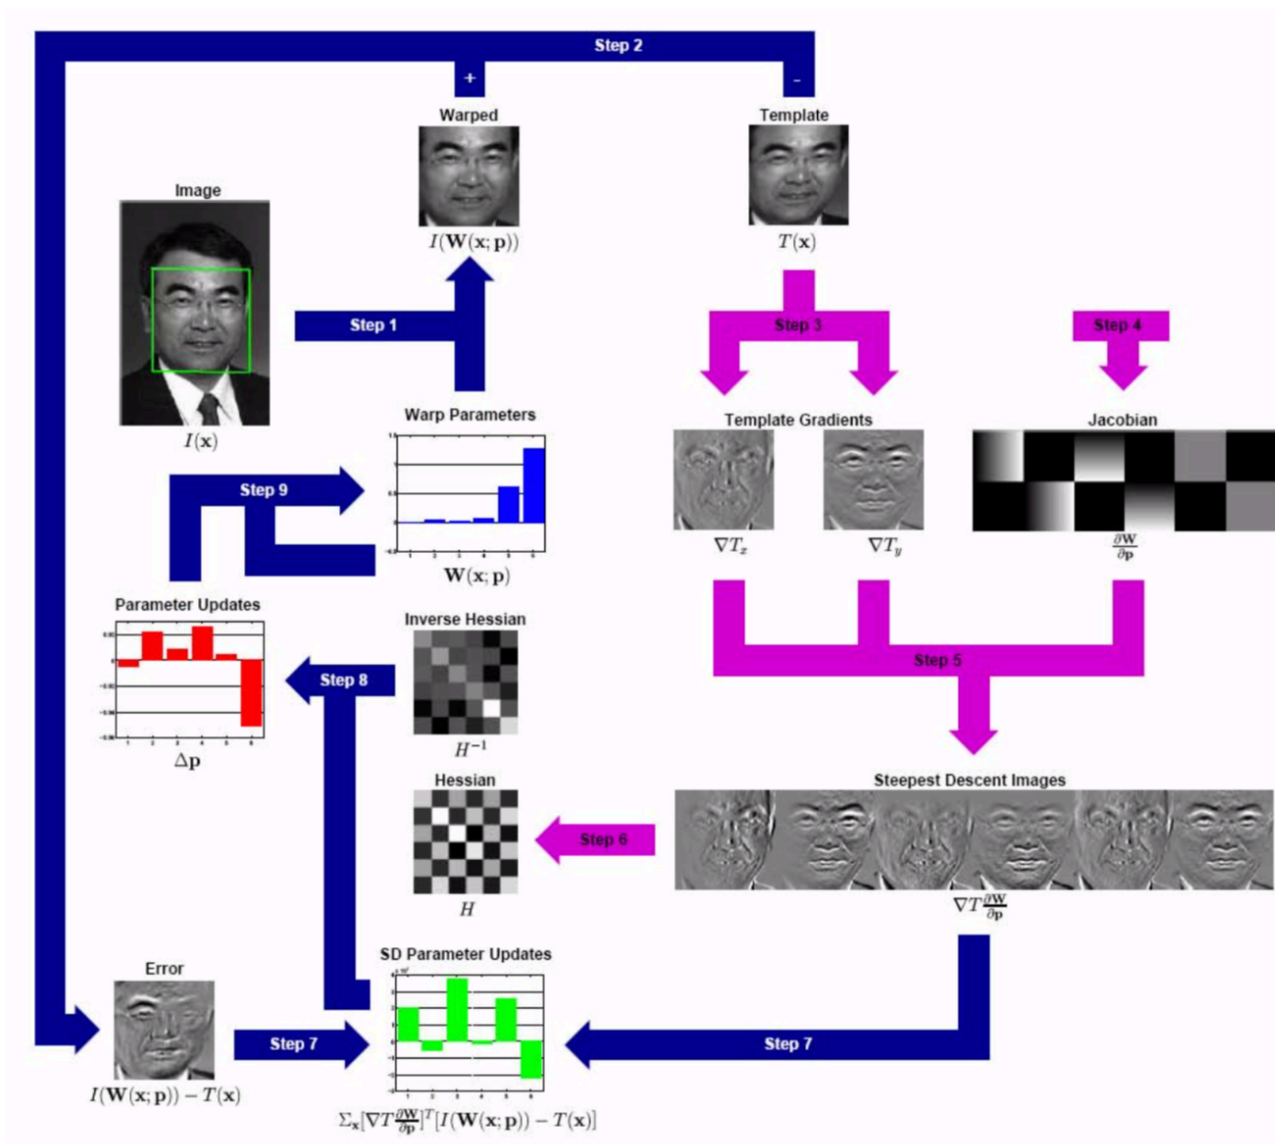 Step 2
+
-
Warped
Template
Image
I(W(x; p))
T(x)
Step 1
Step 3
Step 4
I(x)
Warp Parameters
Template Gradients
Jacobian
Step 9
∇T_x
∇T_y
∂W/∂p
W(x; p)
Parameter Updates
Inverse Hessian
Step 5
Step 8
H⁻¹
Δp
Hessian
Steepest Descent Images
Step 6
H
∇T ∂W/∂p
SD Parameter Updates
Error
Step 7
Step 7
I(W(x; p)) − T(x)
Σ_x[∇T ∂W/∂p]^T[I(W(x; p)) − T(x)]